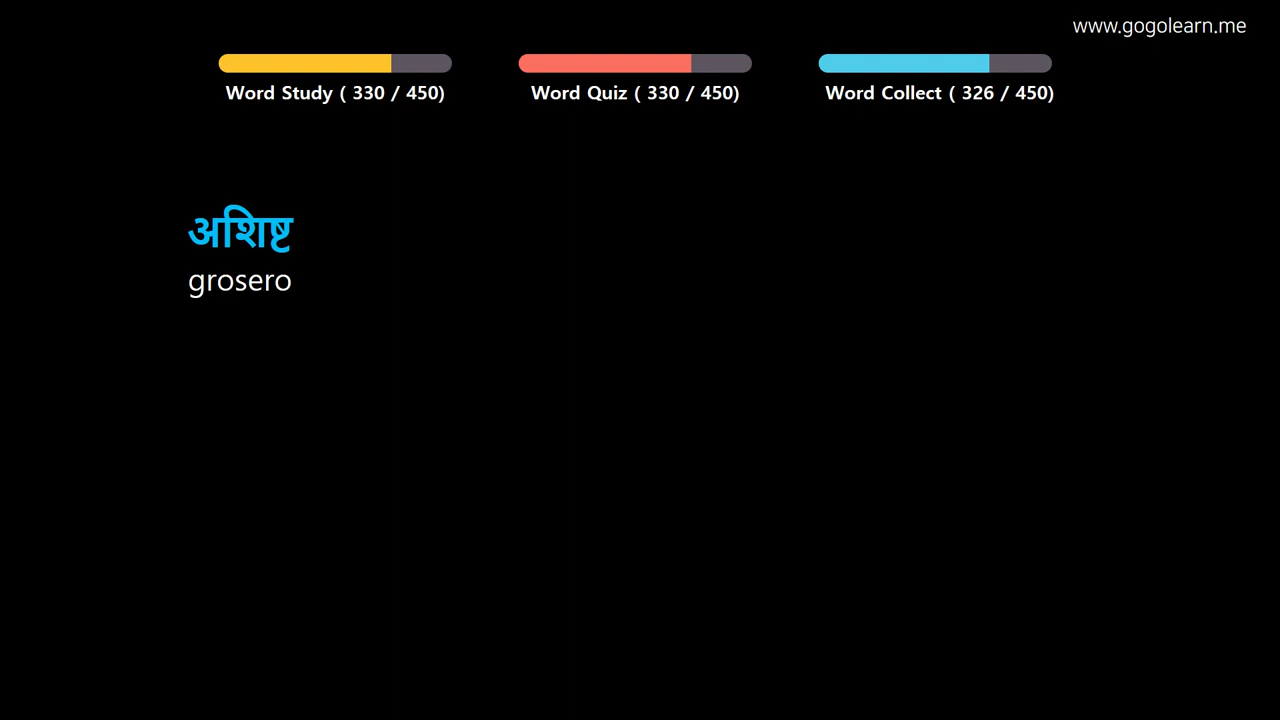 www.gogolearn.me
Word Study ( 330 / 450)
Word Quiz ( 330 / 450)
Word Collect ( 326 / 450)
अशिष्ट
grosero